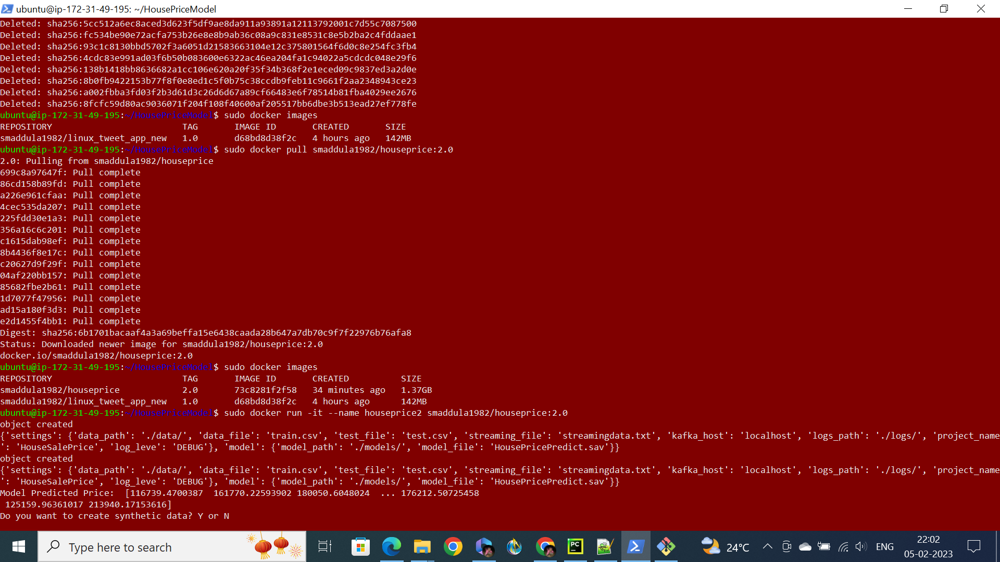 ubuntu@ip-172-31-49-195: ~/HousePriceModel
Deleted: sha256:5cc512a6ec8aced3d623f5df9ae8da911a93891a12113792001c7d55c7087500
Deleted: sha256:fc534be90e72acfa753b26e8e8b9ab36c08a9c831e8531c8e5b2ba2c4fddaae1
Deleted: sha256:93c1c8130bbd5702f3a6051d21583663104e12c375801564f6d0c8e254fc3fb4
Deleted: sha256:4cdc83e991ad03f6b50b083600e6322ac46ea204fa1c94022a5cdcdc048e29f6
Deleted: sha256:138b1418bb8636682a1cc106e620a20f35f34b368f2e1eced09c9837ed3a2d0e
Deleted: sha256:8b0fb9422153b77f8f0e8ed1c5f0b75c38ccdb9feb11c9661f2aa2348943ce23
Deleted: sha256:a002fbba3fd03f2b3d61d3c26d6d67a89cf66483e6f78514b81fba4029ee2676
Deleted: sha256:8fcfc59d80ac9036071f204f108f40600af205517bb6dbe3b513ead27ef778fe
ubuntu@ip-172-31-49-195:~/HousePriceModel$ sudo docker images
REPOSITORY TAG IMAGE ID CREATED SIZE
smaddula1982/linux_tweet_app_new 1.0 d68bd8d38f2c 4 hours ago 142MB
ubuntu@ip-172-31-49-195:~/HousePriceModel$ sudo docker pull smaddula1982/houseprice:2.0
2.0: Pulling from smaddula1982/houseprice
699c8a97647f: Pull complete
86cd158b89fd: Pull complete
a226e961cfaa: Pull complete
4cec535da207: Pull complete
225fdd30e1a3: Pull complete
356a16c6c201: Pull complete
c1615dab98ef: Pull complete
8b4436f8e17c: Pull complete
c20627d9f29f: Pull complete
04af220bb157: Pull complete
85682fbe2b61: Pull complete
1d7077f47956: Pull complete
ad15a180f3d3: Pull complete
e2d1455f4bb1: Pull complete
Digest: sha256:6b1701bacaaf4a3a69beffa15e6438caada28b647a7db70c9f7f22976b76afa8
Status: Downloaded newer image for smaddula1982/houseprice:2.0
docker.io/smaddula1982/houseprice:2.0
ubuntu@ip-172-31-49-195:~/HousePriceModel$ sudo docker images
REPOSITORY TAG IMAGE ID CREATED SIZE
smaddula1982/houseprice 2.0 73c8281f2f58 34 minutes ago 1.37GB
smaddula1982/linux_tweet_app_new 1.0 d68bd8d38f2c 4 hours ago 142MB
ubuntu@ip-172-31-49-195:~/HousePriceModel$ sudo docker run -it --name houseprice2 smaddula1982/houseprice:2.0
object created
{'settings': {'data_path': './data/', 'data_file': 'train.csv', 'test_file': 'test.csv', 'streaming_file': 'streamingdata.txt', 'kafka_host': 'localhost', 'logs_path': './logs/', 'project_name
': 'HouseSalePrice', 'log_leve': 'DEBUG'}, 'model': {'model_path': './models/', 'model_file': 'HousePricePredict.sav'}}
object created
{'settings': {'data_path': './data/', 'data_file': 'train.csv', 'test_file': 'test.csv', 'streaming_file': 'streamingdata.txt', 'kafka_host': 'localhost', 'logs_path': './logs/', 'project_name
': 'HouseSalePrice', 'log_leve': 'DEBUG'}, 'model': {'model_path': './models/', 'model_file': 'HousePricePredict.sav'}}
Model Predicted Price: [116739.4700387 161770.22593902 180050.6048024 ... 176212.50725458
125159.96361017 213940.17153616]
Do you want to create synthetic data? Y or N
Type here to search
PC
24°C
ENG
22:02
05-02-2023